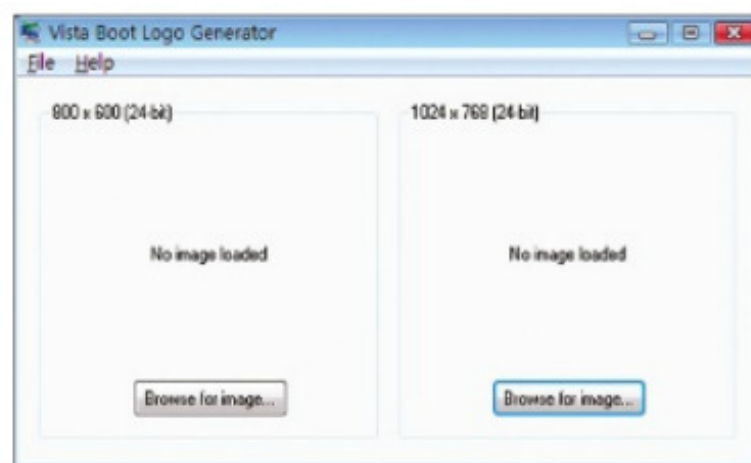 Vista Boot Logo Generator
File Help
800 x 600 (24-bit)
1024 x 768 (24-bit)
No image loaded
No image loaded
Browse for image...
Browse for image...